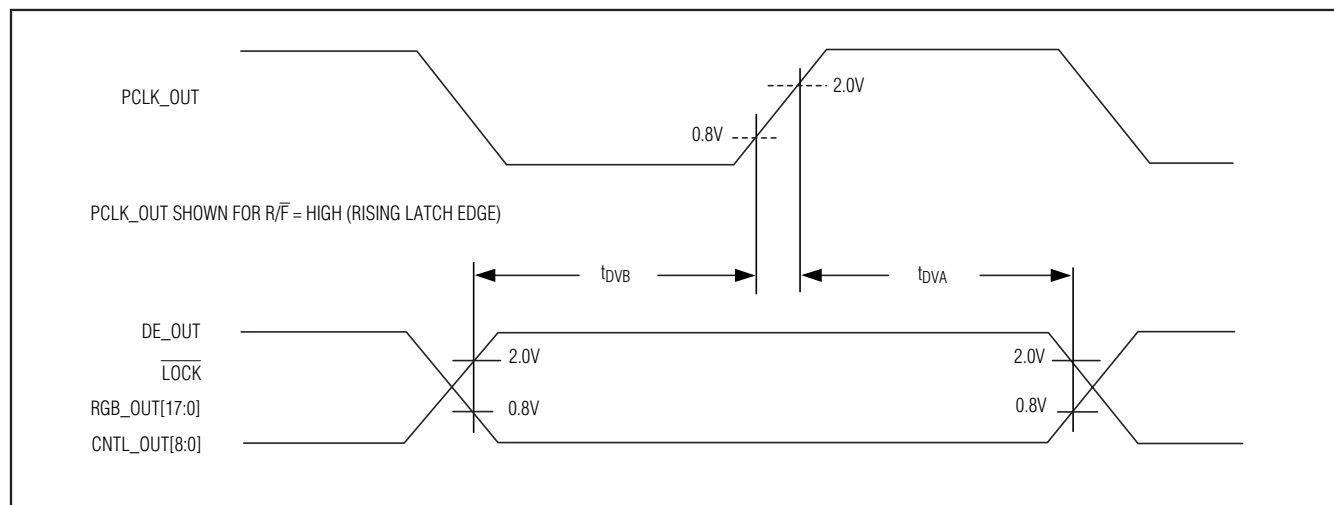 PCLK_OUT
2.0V
0.8V
PCLK_OUT SHOWN FOR R/F̅ = HIGH (RISING LATCH EDGE)
tDVB
tDVA
DE_OUT
L̅O̅C̅K̅
2.0V
2.0V
RGB_OUT[17:0]
0.8V
0.8V
CNTL_OUT[8:0]